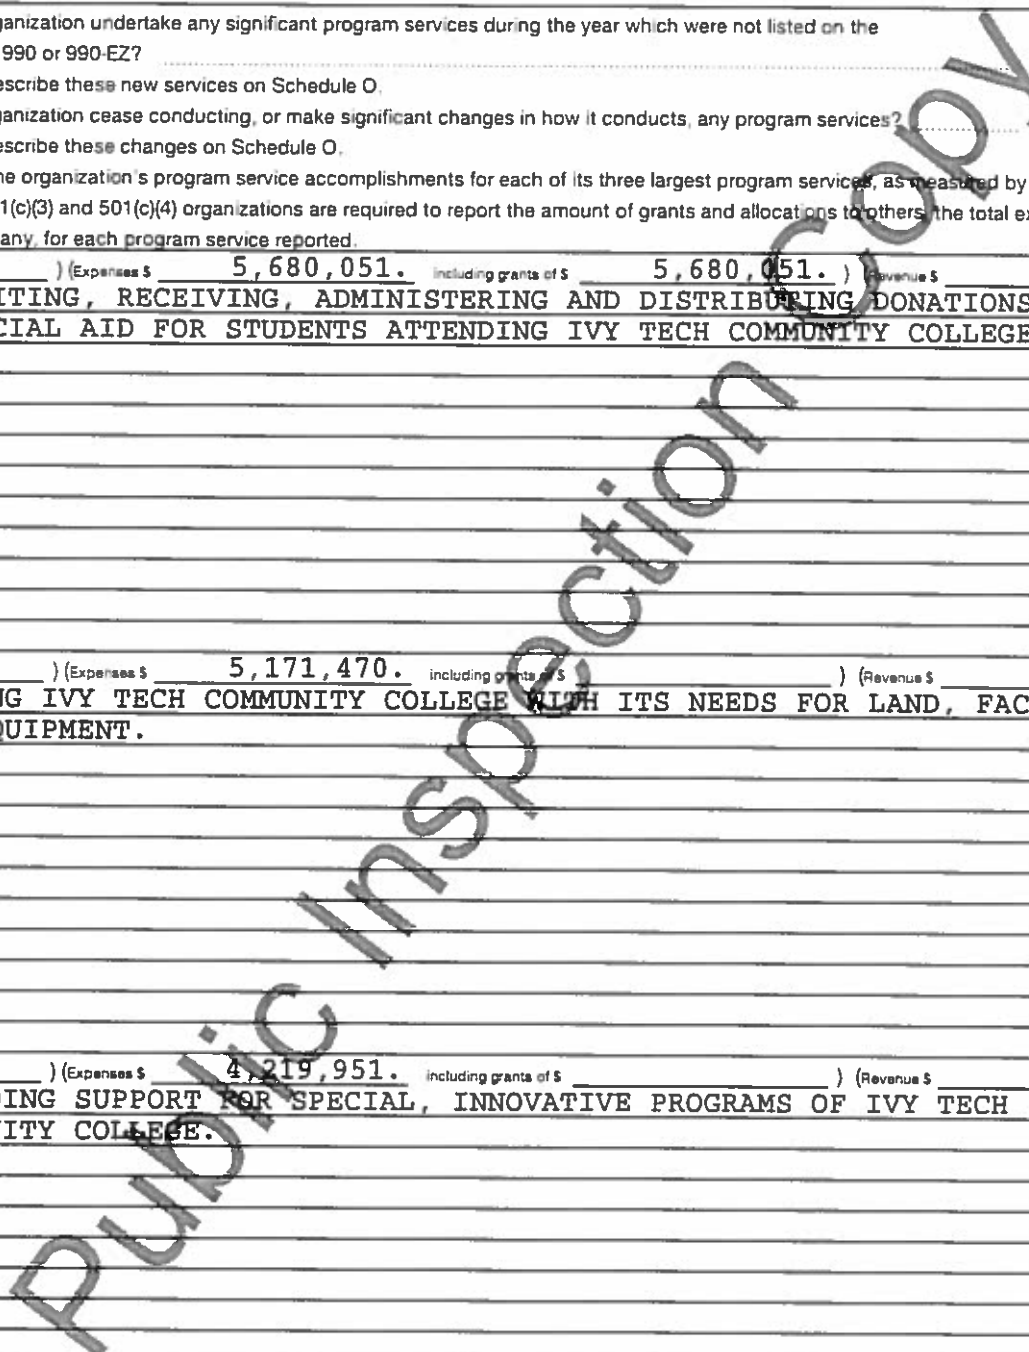 ganization undertake any significant program services during the year which were not listed on the
990 or 990-EZ?
escribe these new services on Schedule O.
ganization cease conducting, or make significant changes in how it conducts, any program services?
escribe these changes on Schedule O.
he organization's program service accomplishments for each of its three largest program services, as measured by
1(c)(3) and 501(c)(4) organizations are required to report the amount of grants and allocations to others, the total ex
any, for each program service reported.
) (Expenses $ 5,680,051. including grants of $ 5,680,051. ) (Revenue $
ITING, RECEIVING, ADMINISTERING AND DISTRIBUTING DONATIONS
CIAL AID FOR STUDENTS ATTENDING IVY TECH COMMUNITY COLLEGE
) (Expenses $ 5,171,470. including grants of $ ) (Revenue $
NG IVY TECH COMMUNITY COLLEGE WITH ITS NEEDS FOR LAND, FAC
QUIPMENT.
) (Expenses $ 4,219,951. including grants of $ ) (Revenue $
ING SUPPORT FOR SPECIAL, INNOVATIVE PROGRAMS OF IVY TECH
ITY COLLEGE.
Public Inspection Copy